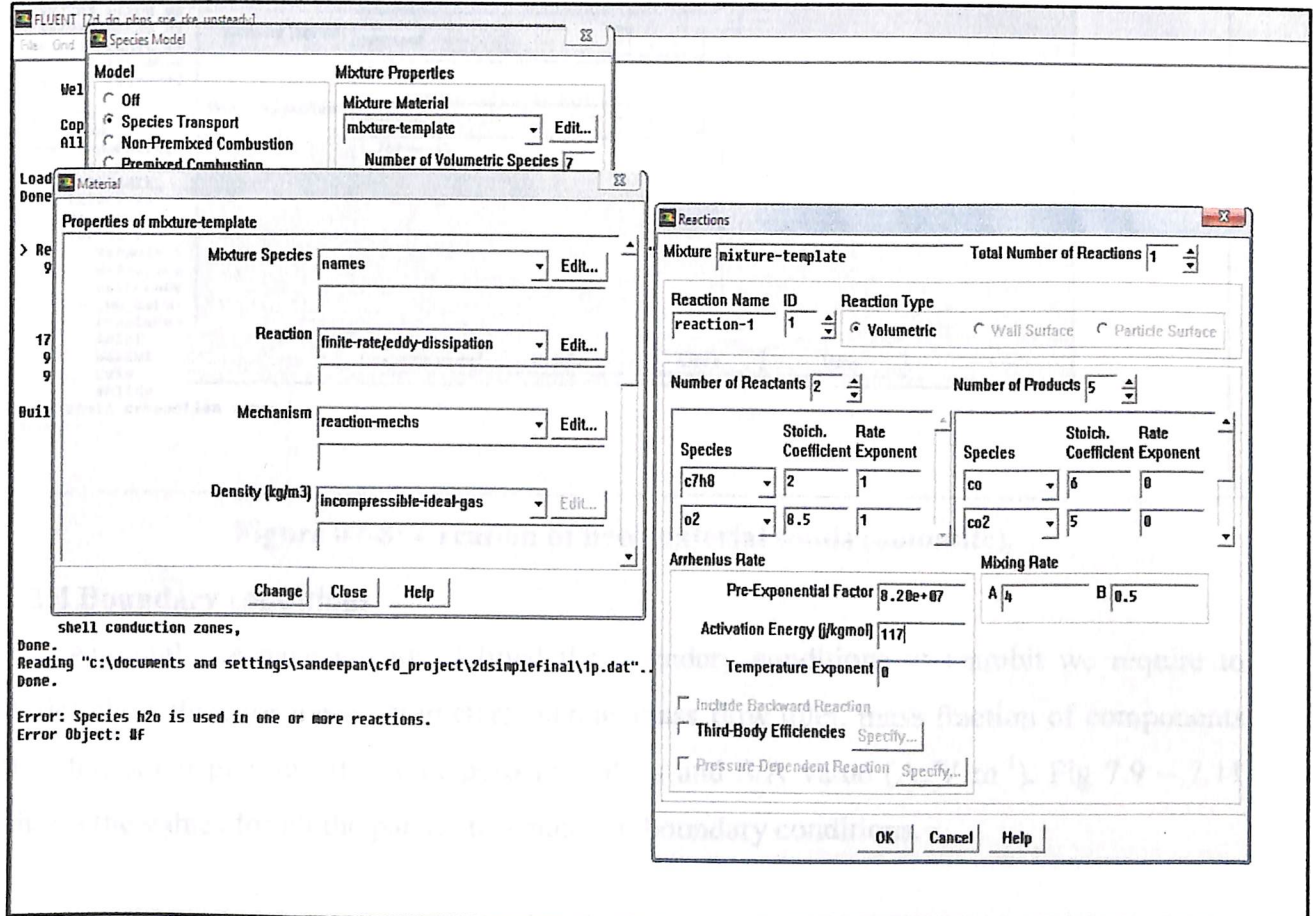 FLUENT [2d, dp, pbns, spe, rke, unsteady]
File Grid
Species Model
Model
Off
Species Transport
Non-Premixed Combustion
Premixed Combustion
Mixture Properties
Mixture Material
mixture-template
Edit...
Number of Volumetric Species 7
Wel
Cop
All
Load
Done
> Re
9
17
9
9
Buil
Material
Properties of mixture-template
Mixture Species names Edit...
Reaction finite-rate/eddy-dissipation Edit...
Mechanism reaction-mechs Edit...
Density (kg/m3) incompressible-ideal-gas Edit...
Change Close Help
shell conduction zones,
Done.
Reading "c:\documents and settings\sandeepan\cfd_project\2dsimplefinal\1p.dat"..
Done.
Error: Species h2o is used in one or more reactions.
Error Object: #f
Reactions
Mixture mixture-template Total Number of Reactions 1
Reaction Name ID Reaction Type
reaction-1 1 Volumetric Wall Surface Particle Surface
Number of Reactants 2 Number of Products 5
Species Stoich. Coefficient Rate Exponent
c7h8 2 1
o2 8.5 1
Species Stoich. Coefficient Rate Exponent
co 6 0
co2 5 0
Arrhenius Rate
Pre-Exponential Factor 8.20e+07
Activation Energy (j/kgmol) 117
Temperature Exponent 0
Mixing Rate
A 4 B 0.5
Include Backward Reaction
Third-Body Efficiencies Specify...
Pressure-Dependent Reaction Specify...
OK Cancel Help